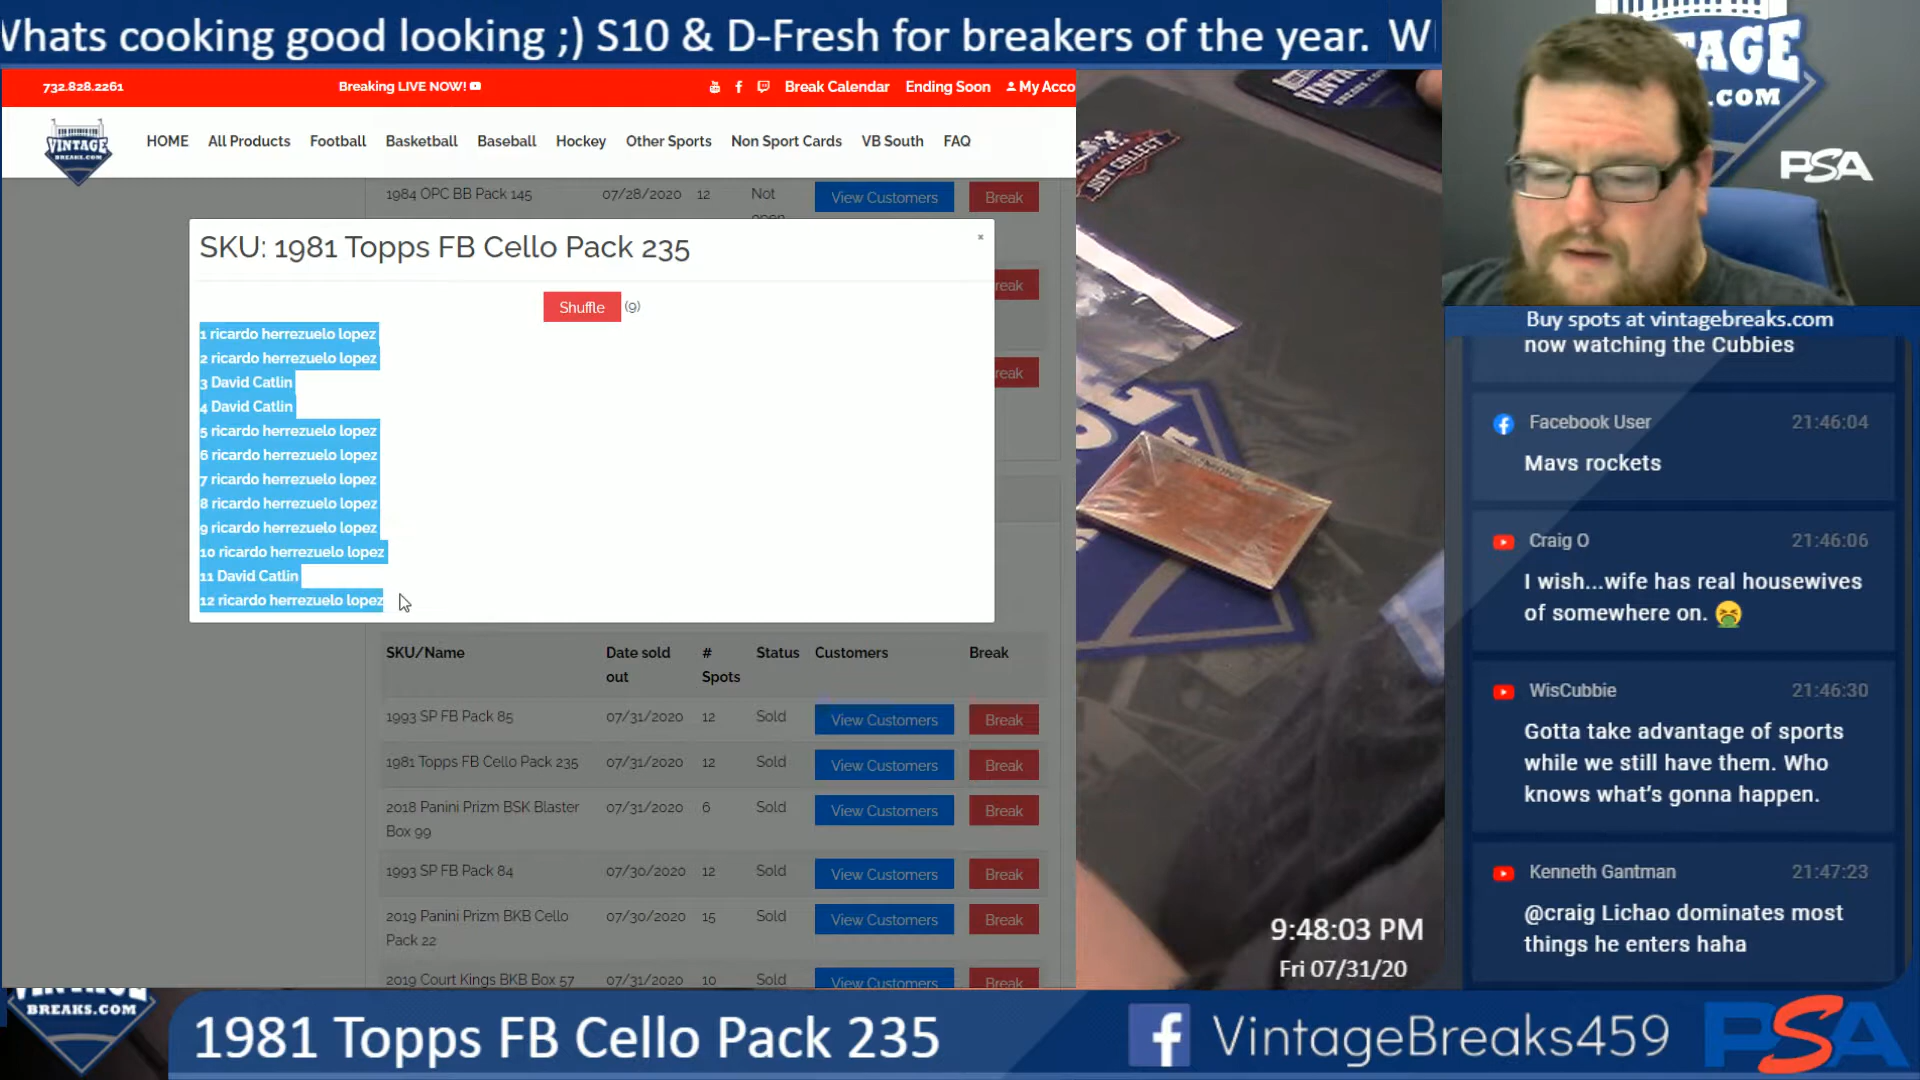 Whats cooking good looking ;) S10 & D-Fresh for breakers of the year. W
732.828.2261
Breaking LIVE NOW!
Break Calendar
Ending Soon
My Acco
VINTAGE
BREAKS.COM
HOME
All Products
Football
Basketball
Baseball
Hockey
Other Sports
Non Sport Cards
VB South
FAQ
1984 OPC BB Pack 145
07/28/2020
12
Not
open
View Customers
Break
SKU: 1981 Topps FB Cello Pack 235
×
Shuffle (9)
1 ricardo herrezuelo lopez
2 ricardo herrezuelo lopez
3 David Catlin
4 David Catlin
5 ricardo herrezuelo lopez
6 ricardo herrezuelo lopez
7 ricardo herrezuelo lopez
8 ricardo herrezuelo lopez
9 ricardo herrezuelo lopez
10 ricardo herrezuelo lopez
11 David Catlin
12 ricardo herrezuelo lopez
reak
reak
SKU/Name
Date sold
out
#
Spots
Status
Customers
Break
1993 SP FB Pack 85
07/31/2020
12
Sold
View Customers
Break
1981 Topps FB Cello Pack 235
07/31/2020
12
Sold
View Customers
Break
2018 Panini Prizm BSK Blaster
Box 99
07/31/2020
6
Sold
View Customers
Break
1993 SP FB Pack 84
07/30/2020
12
Sold
View Customers
Break
2019 Panini Prizm BKB Cello
Pack 22
07/30/2020
15
Sold
View Customers
Break
2019 Court Kings BKB Box 57
07/31/2020
10
Sold
View Customers
Break
JUST COLLECT
VINTAGE
TAGE
.COM
PSA
Buy spots at vintagebreaks.com
now watching the Cubbies
Facebook User
21:46:04
Mavs rockets
Craig O
21:46:06
I wish...wife has real housewives
of somewhere on. 🤮
WisCubbie
21:46:30
Gotta take advantage of sports
while we still have them. Who
knows what's gonna happen.
Kenneth Gantman
21:47:23
@craig Lichao dominates most
things he enters haha
9:48:03 PM
Fri 07/31/20
VINTAGE
BREAKS.COM
1981 Topps FB Cello Pack 235
VintageBreaks459
PSA